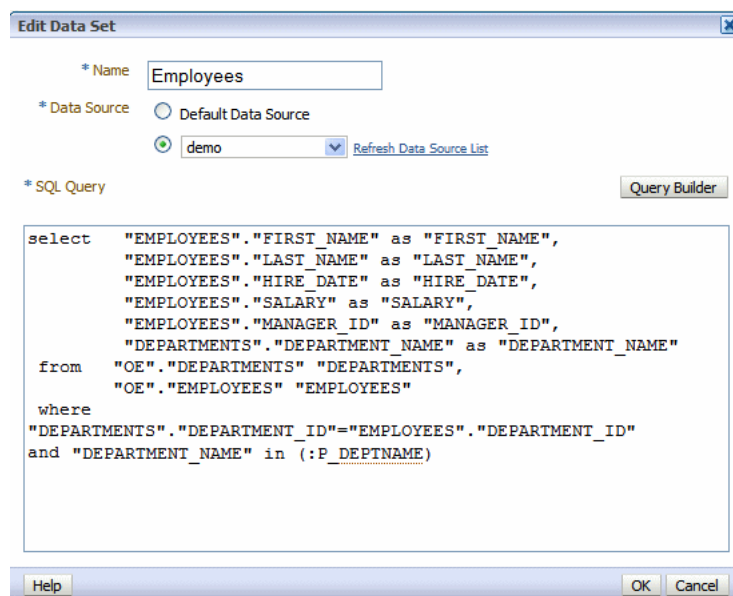 Edit Data Set
* Name Employees
* Data Source Default Data Source
demo Refresh Data Source List
* SQL Query Query Builder
select "EMPLOYEES"."FIRST_NAME" as "FIRST_NAME",
"EMPLOYEES"."LAST_NAME" as "LAST_NAME",
"EMPLOYEES"."HIRE_DATE" as "HIRE_DATE",
"EMPLOYEES"."SALARY" as "SALARY",
"EMPLOYEES"."MANAGER_ID" as "MANAGER_ID",
"DEPARTMENTS"."DEPARTMENT_NAME" as "DEPARTMENT_NAME"
from "OE"."DEPARTMENTS" "DEPARTMENTS",
"OE"."EMPLOYEES" "EMPLOYEES"
where
"DEPARTMENTS"."DEPARTMENT_ID"="EMPLOYEES"."DEPARTMENT_ID"
and "DEPARTMENT_NAME" in (:P_DEPTNAME)
Help OK Cancel